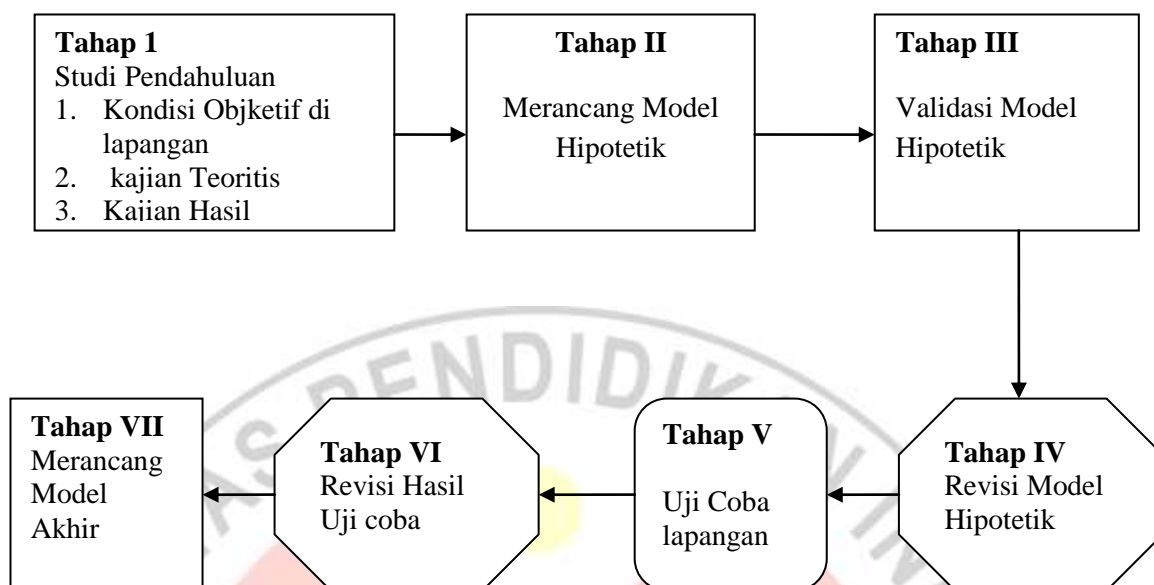 Tahap 1
Studi Pendahuluan
1. Kondisi Objketif di
lapangan
2. kajian Teoritis
3. Kajian Hasil
Tahap II
Merancang Model
Hipotetik
Tahap III
Validasi Model
Hipotetik
Tahap IV
Revisi Model
Hipotetik
Tahap V
Uji Coba
lapangan
Tahap VI
Revisi Hasil
Uji coba
Tahap VII
Merancang
Model
Akhir